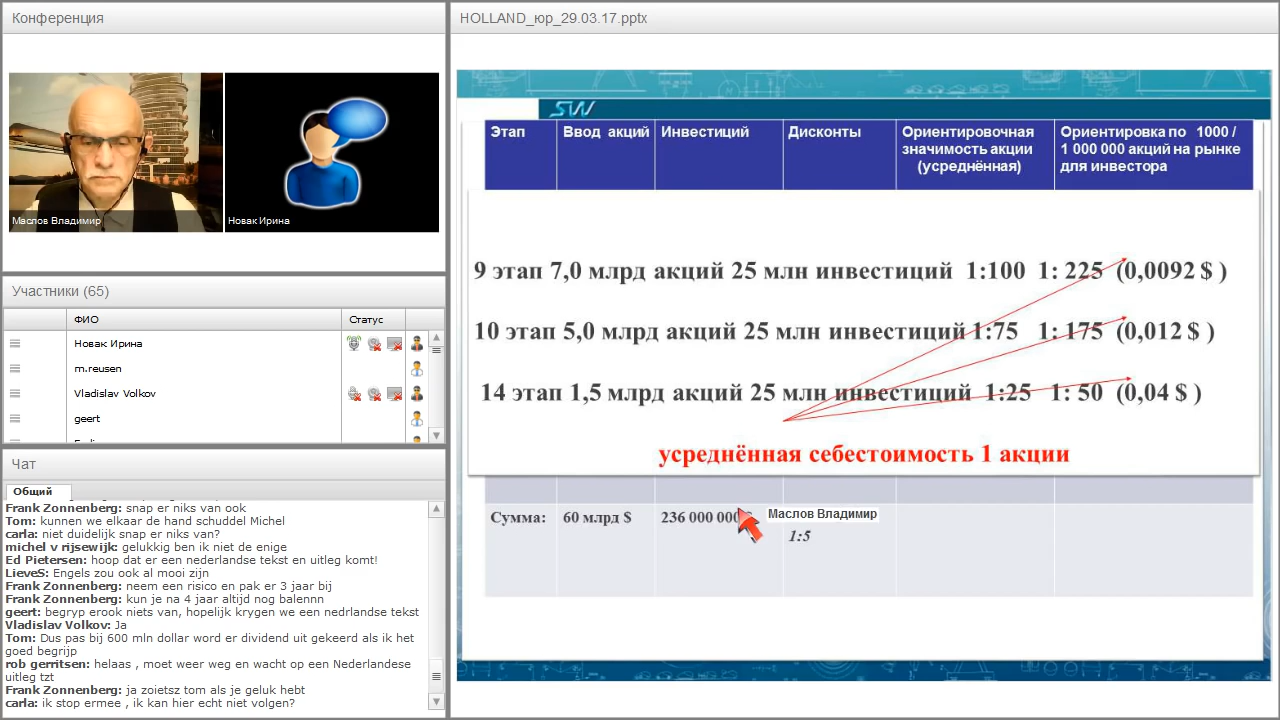 Конференция
Маслов Владимир
Новак Ирина
Участники (65)
ФИО
Статус
Новак Ирина
m.reusen
Vladislav Volkov
geert
Чат
Общий
Frank Zonnenberg: snap er niks van ook
Tom: kunnen we elkaar de hand schuddel Michel
carla: niet duidelijk snap er niks van?
michel v rijsewijk: gelukkig ben ik niet de enige
Ed Pietersen: hoop dat er een nederlandse tekst en uitleg komt!
LieveS: Engels zou ook al mooi zijn
Frank Zonnenberg: neem een risico en pak er 3 jaar bij
Frank Zonnenberg: kun je na 4 jaar altijd nog balennn
geert: begryp erook niets van, hopelijk krygen we een nedrlandse tekst
Vladislav Volkov: Ja
Tom: Dus pas bij 600 mln dollar word er dividend uit gekeerd als ik het
goed begrijp
rob gerritsen: helaas , moet weer weg en wacht op een Nederlandese
uitleg tzt
Frank Zonnenberg: ja zoietsz tom als je geluk hebt
carla: ik stop ermee , ik kan hier echt niet volgen?
HOLLAND_юр_29.03.17.pptx
SW
Этап
Ввод акций
Инвестиций
Дисконты
Ориентировочная
значимость акции
(усреднённая)
Ориентировка по 1000 /
1 000 000 акций на рынке
для инвестора
9 этап 7,0 млрд акций 25 млн инвестиций 1:100 1: 225 (0,0092 $ )
10 этап 5,0 млрд акций 25 млн инвестиций 1:75 1: 175 (0,012 $ )
14 этап 1,5 млрд акций 25 млн инвестиций 1:25 1: 50 (0,04 $ )
усреднённая себестоимость 1 акции
Сумма:
60 млрд $
236 000 000
Маслов Владимир
1:5